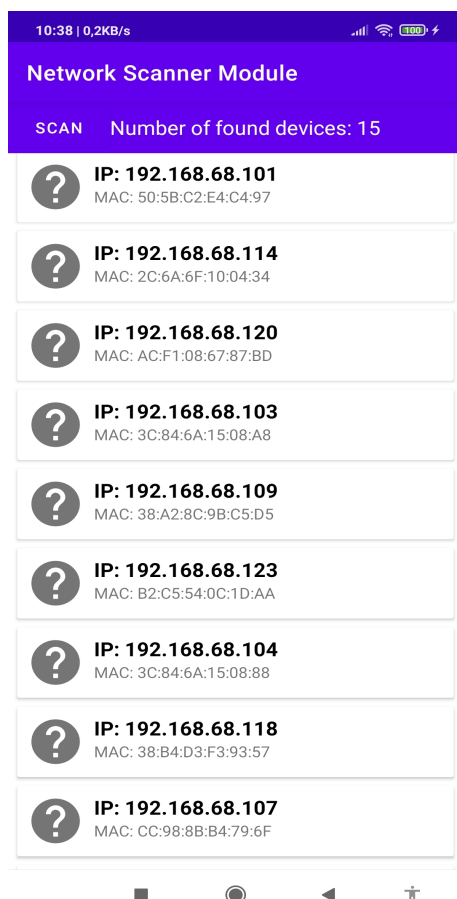 10:38 | 0,2KB/s
100
Network Scanner Module
SCAN Number of found devices: 15
IP: 192.168.68.101
MAC: 50:5B:C2:E4:C4:97
IP: 192.168.68.114
MAC: 2C:6A:6F:10:04:34
IP: 192.168.68.120
MAC: AC:F1:08:67:87:BD
IP: 192.168.68.103
MAC: 3C:84:6A:15:08:A8
IP: 192.168.68.109
MAC: 38:A2:8C:9B:C5:D5
IP: 192.168.68.123
MAC: B2:C5:54:0C:1D:AA
IP: 192.168.68.104
MAC: 3C:84:6A:15:08:88
IP: 192.168.68.118
MAC: 38:B4:D3:F3:93:57
IP: 192.168.68.107
MAC: CC:98:8B:B4:79:6F